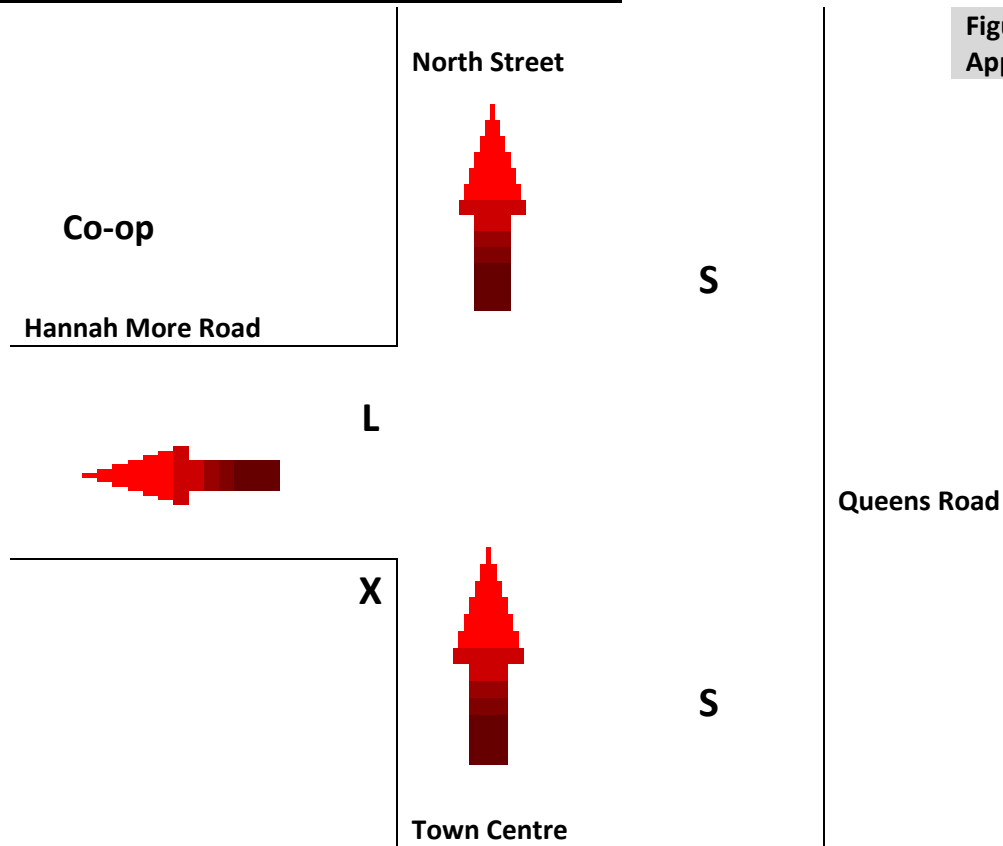 North Street
Co-op
S
Hannah More Road
L
Queens Road
X
S
Town Centre